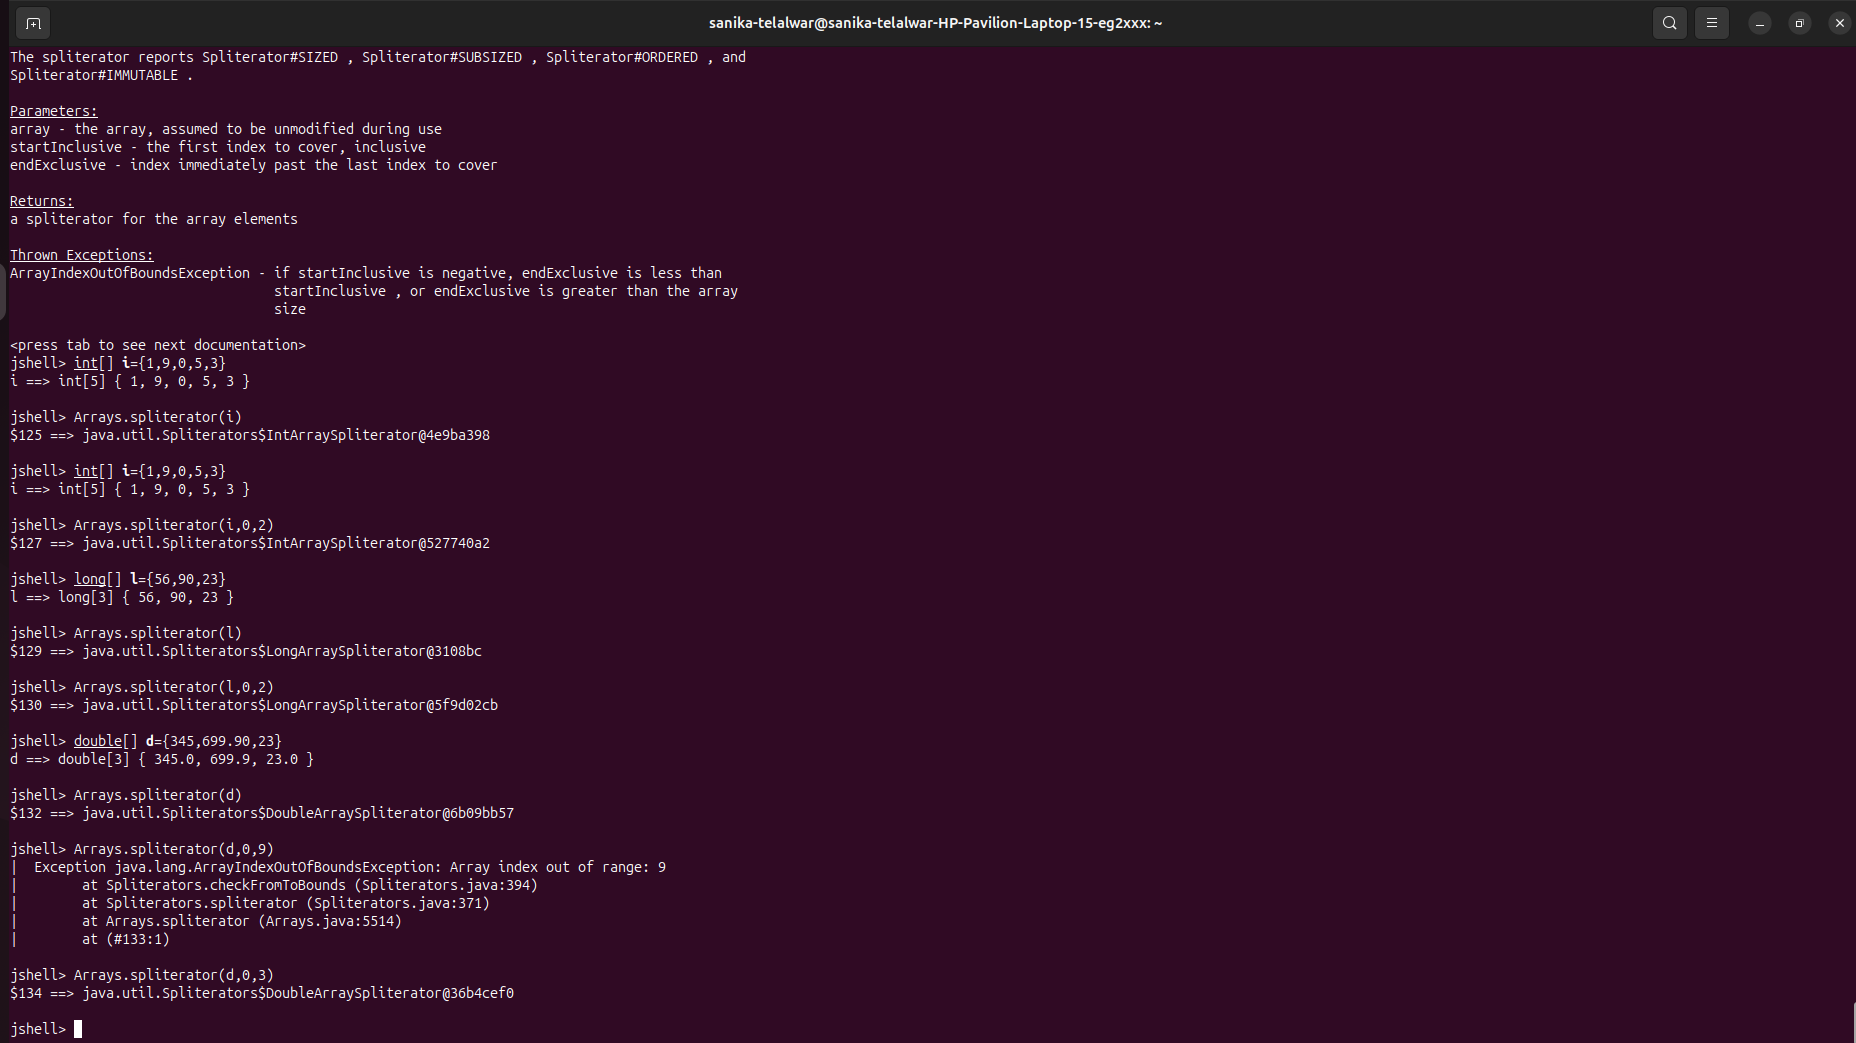 sanika-telalwar@sanika-telalwar-HP-Pavilion-Laptop-15-eg2xxx: ~
The spliterator reports Spliterator#SIZED , Spliterator#SUBSIZED , Spliterator#ORDERED , and
Spliterator#IMMUTABLE .
Parameters:
array - the array, assumed to be unmodified during use
startInclusive - the first index to cover, inclusive
endExclusive - index immediately past the last index to cover
Returns:
a spliterator for the array elements
Thrown Exceptions:
ArrayIndexOutOfBoundsException - if startInclusive is negative, endExclusive is less than
startInclusive , or endExclusive is greater than the array
size
<press tab to see next documentation>
jshell> int[] i={1,9,0,5,3}
i ==> int[5] { 1, 9, 0, 5, 3 }
jshell> Arrays.spliterator(i)
$125 ==> java.util.Spliterators$IntArraySpliterator@4e9ba398
jshell> int[] i={1,9,0,5,3}
i ==> int[5] { 1, 9, 0, 5, 3 }
jshell> Arrays.spliterator(i,0,2)
$127 ==> java.util.Spliterators$IntArraySpliterator@527740a2
jshell> long[] l={56,90,23}
l ==> long[3] { 56, 90, 23 }
jshell> Arrays.spliterator(l)
$129 ==> java.util.Spliterators$LongArraySpliterator@3108bc
jshell> Arrays.spliterator(l,0,2)
$130 ==> java.util.Spliterators$LongArraySpliterator@5f9d02cb
jshell> double[] d={345,699.90,23}
d ==> double[3] { 345.0, 699.9, 23.0 }
jshell> Arrays.spliterator(d)
$132 ==> java.util.Spliterators$DoubleArraySpliterator@6b09bb57
jshell> Arrays.spliterator(d,0,9)
|  Exception java.lang.ArrayIndexOutOfBoundsException: Array index out of range: 9
|        at Spliterators.checkFromToBounds (Spliterators.java:394)
|        at Spliterators.spliterator (Spliterators.java:371)
|        at Arrays.spliterator (Arrays.java:5514)
|        at (#133:1)
jshell> Arrays.spliterator(d,0,3)
$134 ==> java.util.Spliterators$DoubleArraySpliterator@36b4cef0
jshell>